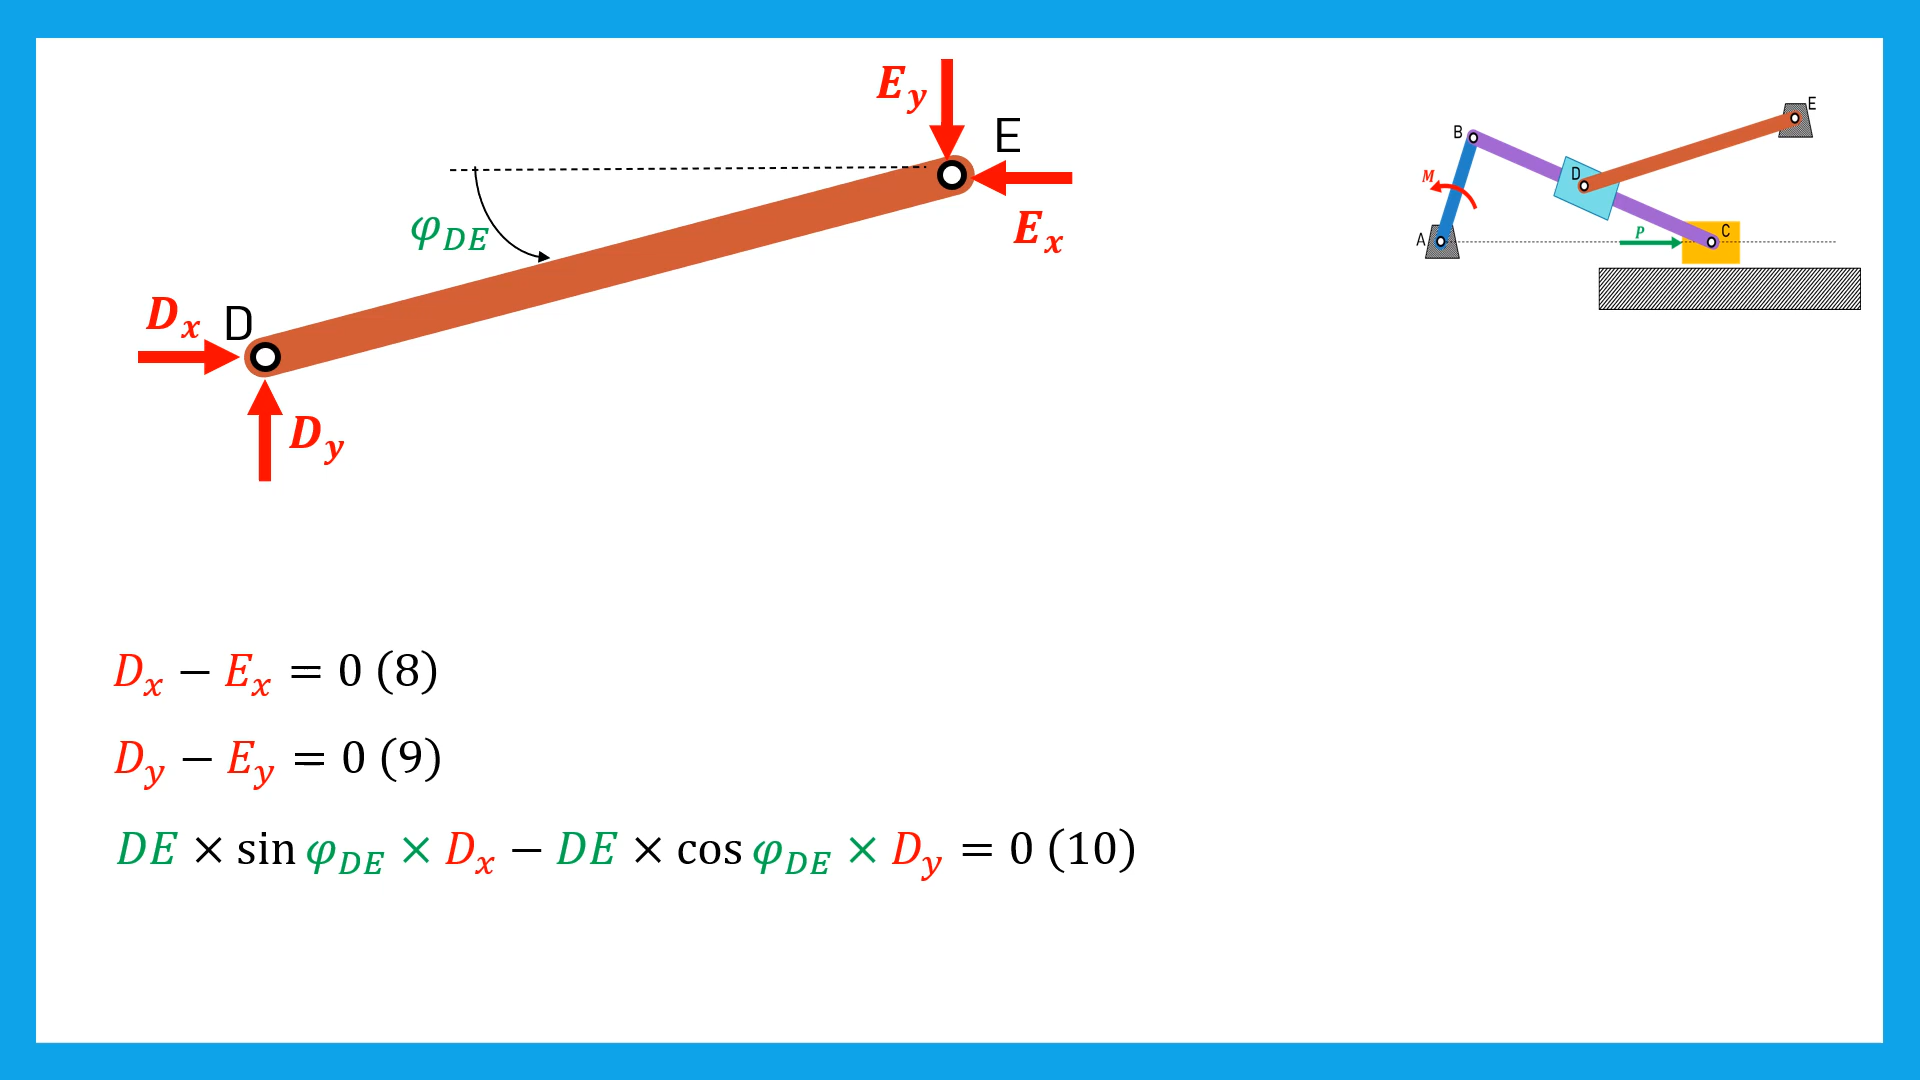 E_y
E
E_x
φ_DE
D_x
D
D_y
B
M
A
D
E
P
C
D_x − E_x = 0 (8)
D_y − E_y = 0 (9)
DE × sin φ_DE × D_x − DE × cos φ_DE × D_y = 0 (10)